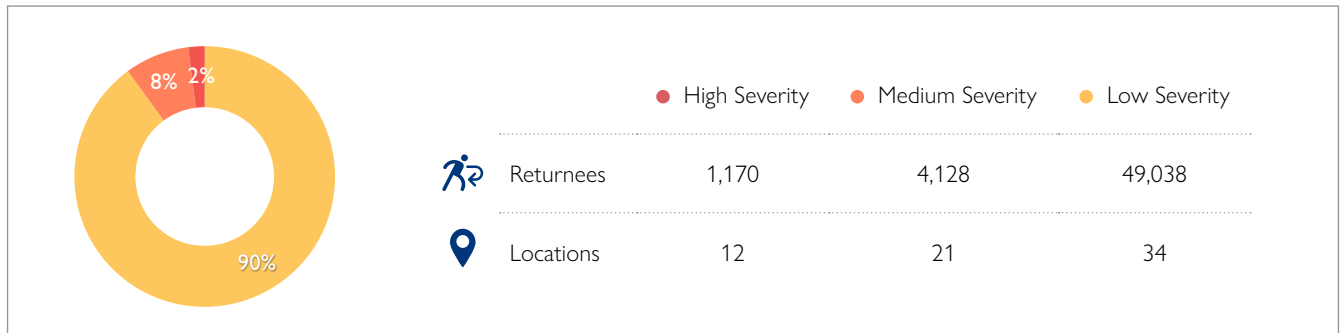 8% 2%
90%
High Severity Medium Severity Low Severity
Returnees 1,170 4,128 49,038
Locations 12 21 34